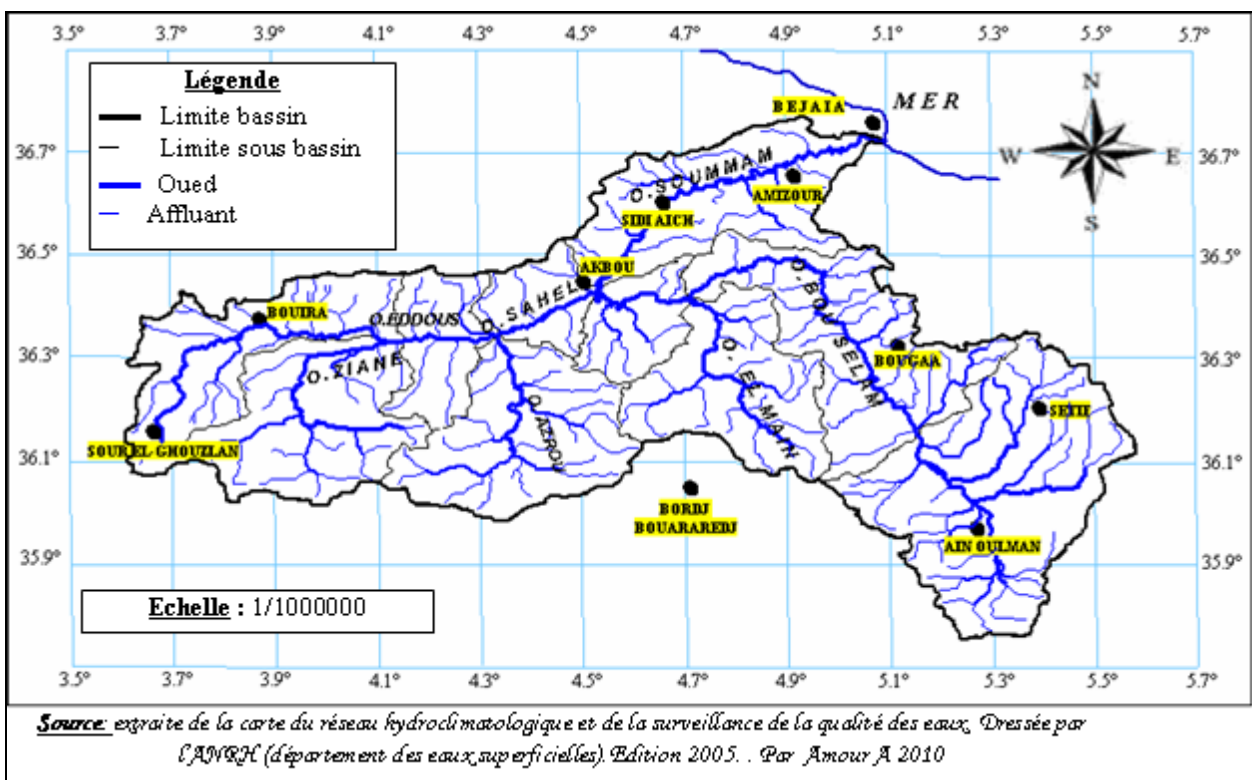 3.5° 3.7° 3.9° 4.1° 4.3° 4.5° 4.7° 4.9° 5.1° 5.3° 5.5° 5.7°
Légende
Limite bassin
Limite sous bassin
Oued
Affluant
BEJAIA
MER
N
W
E
S
36.7°
36.7°
O.SOUMMAM
AMIZOUR
SIDI AICH
36.5°
36.5°
AKBOU
O.SAHEL
O.BOU SELAM
BOUIRA
O.EDDOUS
36.3°
36.3°
O.ZIANE
O. EL MAIN
BOUGAA
SETIF
O.AZROU
SOUR EL-GHOUZLAN
36.1°
36.1°
BORDJ
BOUARAREDJ
AIN OULMAN
35.9°
35.9°
Echelle : 1/1000000
3.5° 3.7° 3.9° 4.1° 4.3° 4.5° 4.7° 4.9° 5.1° 5.3° 5.5° 5.7°
Source: extraite de la carte du réseau hydroclimatologique et de la surveillance de la qualité des eaux, Dressée par
l'ANRH (département des eaux superficielles). Edition 2005. . Par Amour A 2010